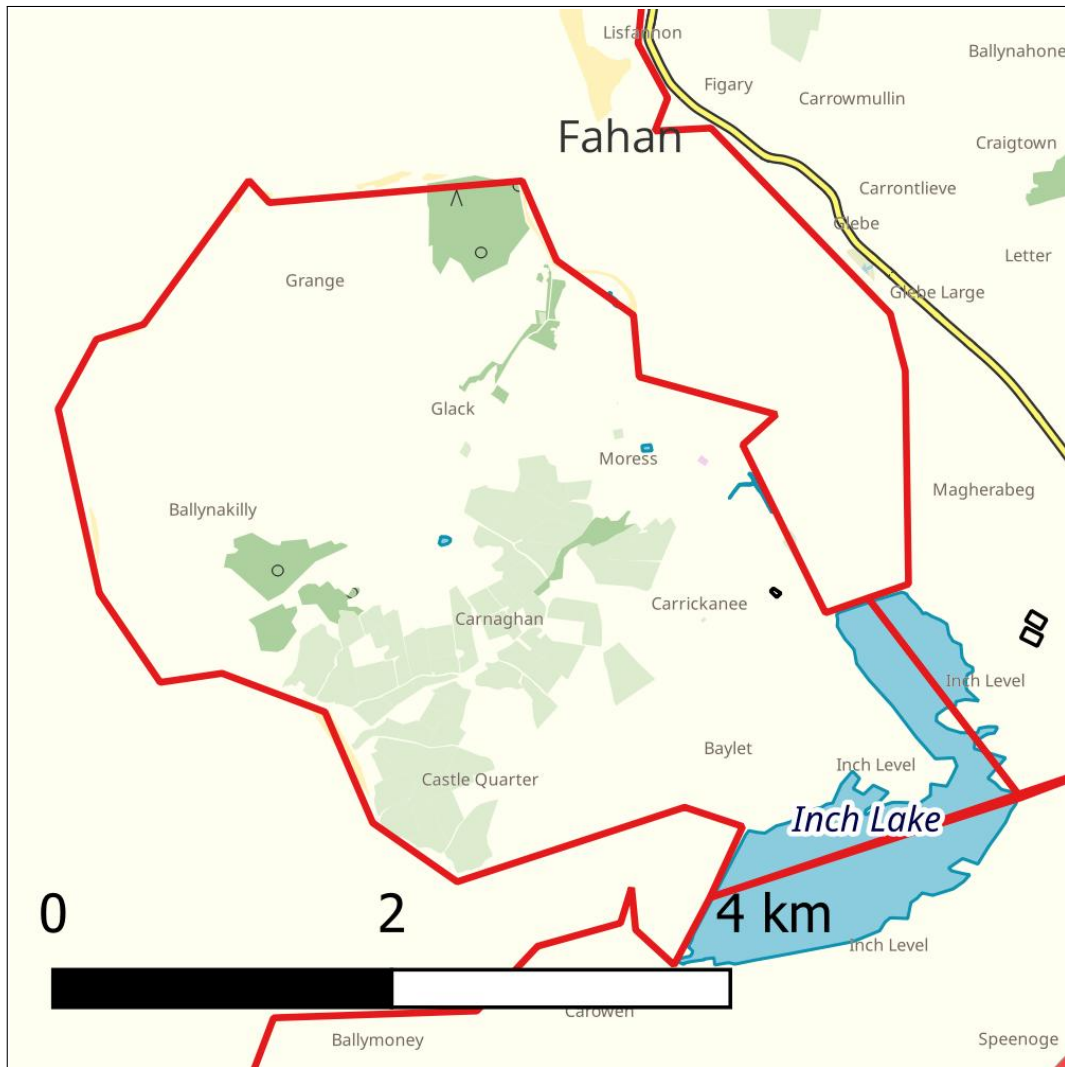 Lisfannon
Ballynahone
Figary
Carrowmullin
Fahan
Craigtown
Carrontlieve
Glebe
Letter
Grange
Glebe Large
Glack
Moress
Magherabeg
Ballynakilly
Carrickanee
Carnaghan
Inch Level
Baylet
Inch Level
Castle Quarter
Inch Lake
0 2 4 km
Inch Level
Carowen
Ballymoney
Speenoge